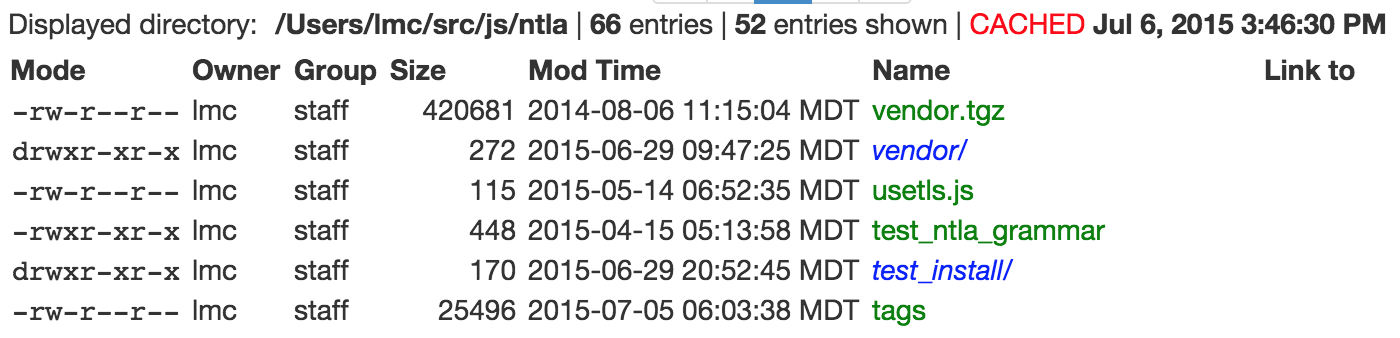 Displayed directory: /Users/lmc/src/js/ntla | 66 entries | 52 entries shown | CACHED Jul 6, 2015 3:46:30 PM
Mode Owner Group Size Mod Time Name Link to
-rw-r--r-- lmc staff 420681 2014-08-06 11:15:04 MDT vendor.tgz
drwxr-xr-x lmc staff 272 2015-06-29 09:47:25 MDT vendor/
-rw-r--r-- lmc staff 115 2015-05-14 06:52:35 MDT usetls.js
-rwxr-xr-x lmc staff 448 2015-04-15 05:13:58 MDT test_ntla_grammar
drwxr-xr-x lmc staff 170 2015-06-29 20:52:45 MDT test_install/
-rw-r--r-- lmc staff 25496 2015-07-05 06:03:38 MDT tags